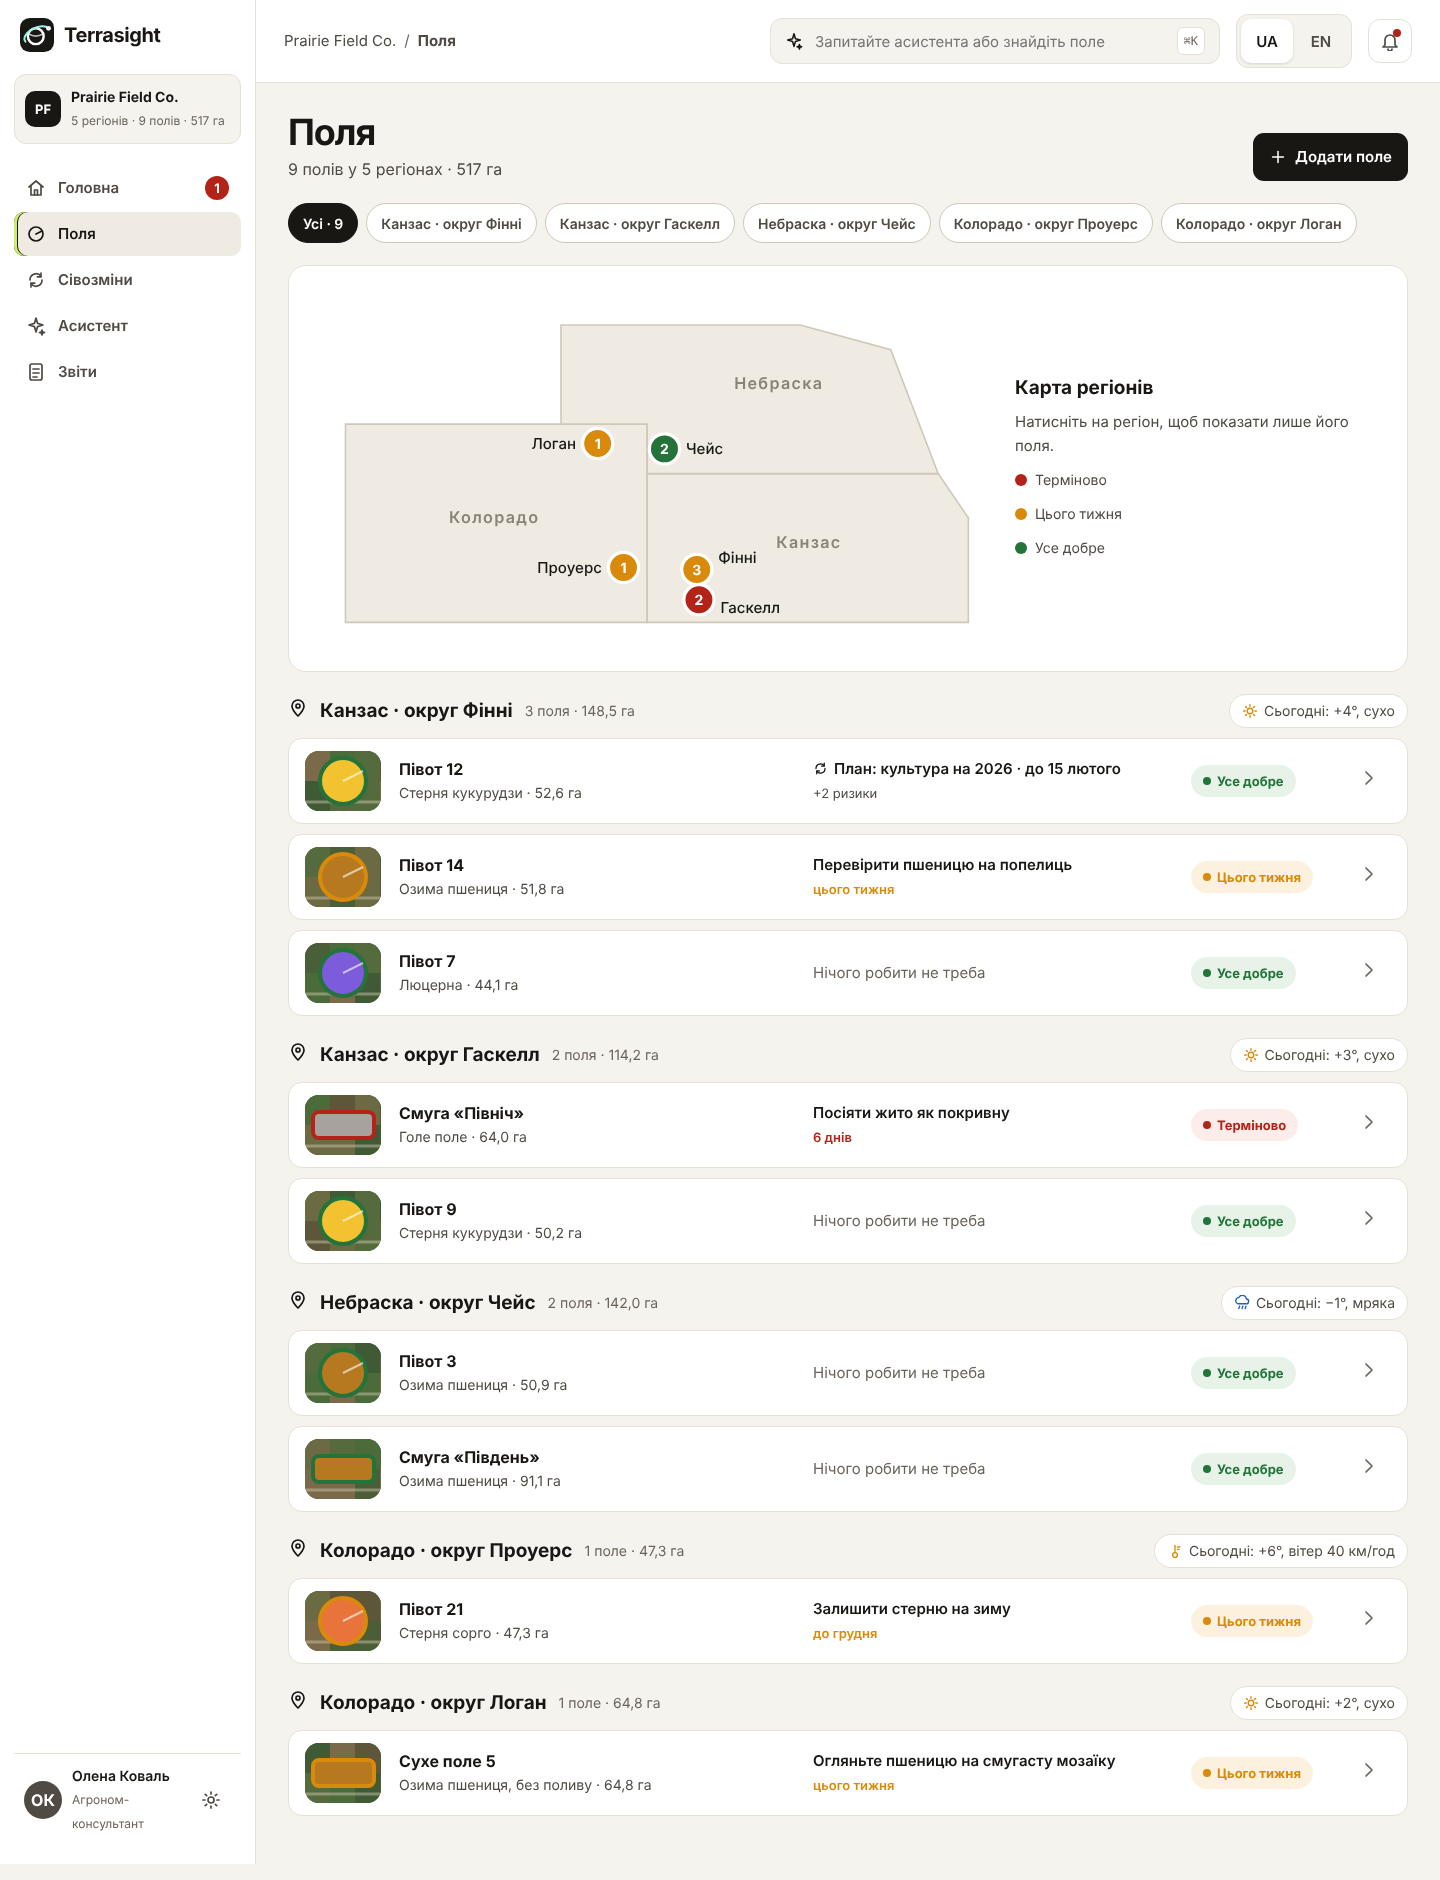 Terrasight
PF
Prairie Field Co.
5 регіонів · 9 полів · 517 га
Головна
1
Поля
Сівозміни
Асистент
Звіти
ОК
Олена Коваль
Агроном-
консультант
Prairie Field Co. / Поля
Запитайте асистента або знайдіть поле
⌘K
UA
EN
Поля
9 полів у 5 регіонах · 517 га
+ Додати поле
Усі · 9
Канзас · округ Фінні
Канзас · округ Гаскелл
Небраска · округ Чейс
Колорадо · округ Проуерс
Колорадо · округ Логан
Небраска
Логан 1
2 Чейс
Колорадо
Канзас
Проуерс 1
3 Фінні
2 Гаскелл
Карта регіонів
Натисніть на регіон, щоб показати лише його
поля.
Терміново
Цього тижня
Усе добре
Канзас · округ Фінні 3 поля · 148,5 га
Сьогодні: +4°, сухо
Півот 12
Стерня кукурудзи · 52,6 га
План: культура на 2026 · до 15 лютого
+2 ризики
Усе добре
Півот 14
Озима пшениця · 51,8 га
Перевірити пшеницю на попелиць
цього тижня
Цього тижня
Півот 7
Люцерна · 44,1 га
Нічого робити не треба
Усе добре
Канзас · округ Гаскелл 2 поля · 114,2 га
Сьогодні: +3°, сухо
Смуга «Північ»
Голе поле · 64,0 га
Посіяти жито як покривну
6 днів
Терміново
Півот 9
Стерня кукурудзи · 50,2 га
Нічого робити не треба
Усе добре
Небраска · округ Чейс 2 поля · 142,0 га
Сьогодні: −1°, мряка
Півот 3
Озима пшениця · 50,9 га
Нічого робити не треба
Усе добре
Смуга «Південь»
Озима пшениця · 91,1 га
Нічого робити не треба
Усе добре
Колорадо · округ Проуерс 1 поле · 47,3 га
Сьогодні: +6°, вітер 40 км/год
Півот 21
Стерня сорго · 47,3 га
Залишити стерню на зиму
до грудня
Цього тижня
Колорадо · округ Логан 1 поле · 64,8 га
Сьогодні: +2°, сухо
Сухе поле 5
Озима пшениця, без поливу · 64,8 га
Огляньте пшеницю на смугасту мозаїку
цього тижня
Цього тижня